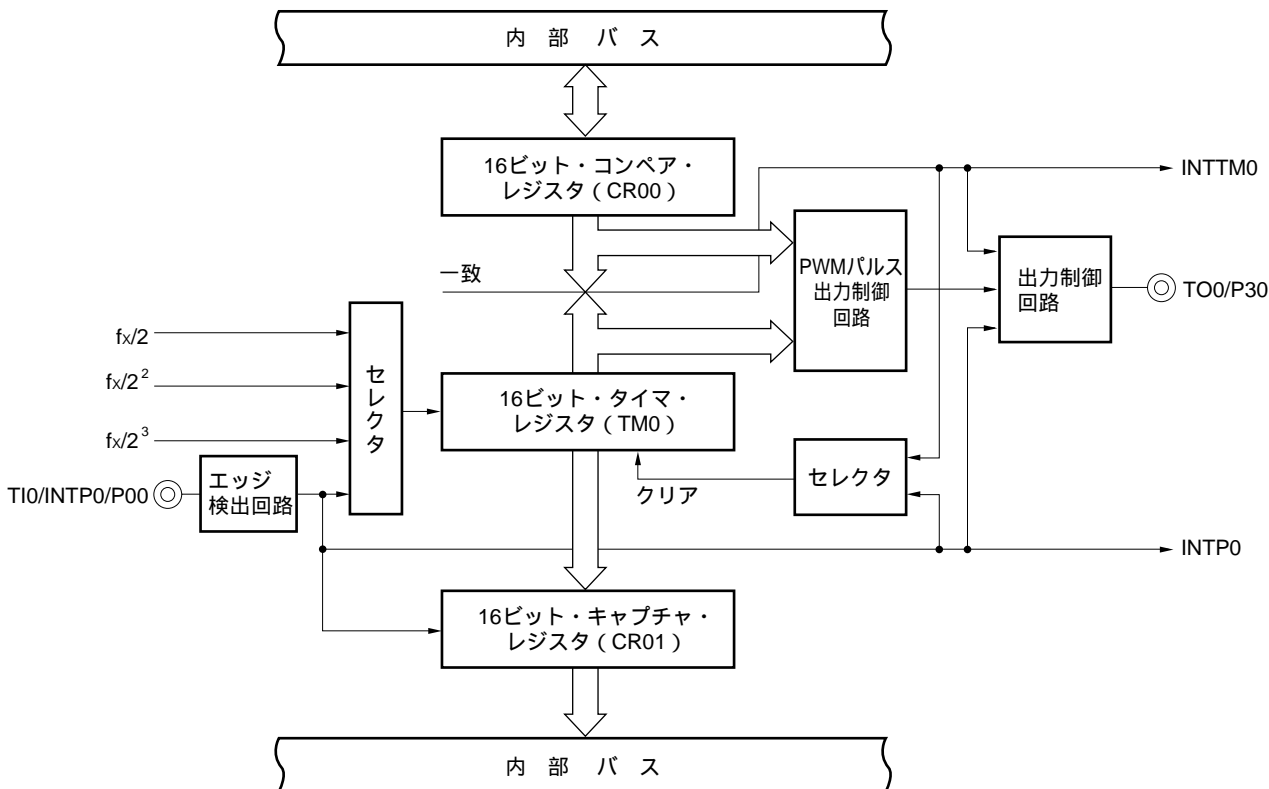 内 部 バ ス
16ビット・コンペア・
レジスタ（CR00）
INTTM0
一致
PWMパルス
出力制御
回路
出力制御
回路
TO0/P30
fx/2
fx/2²
fx/2³
セレクタ
16ビット・タイマ・
レジスタ（TM0）
TI0/INTP0/P00
エッジ
検出回路
クリア
セレクタ
INTP0
16ビット・キャプチャ・
レジスタ（CR01）
内 部 バ ス